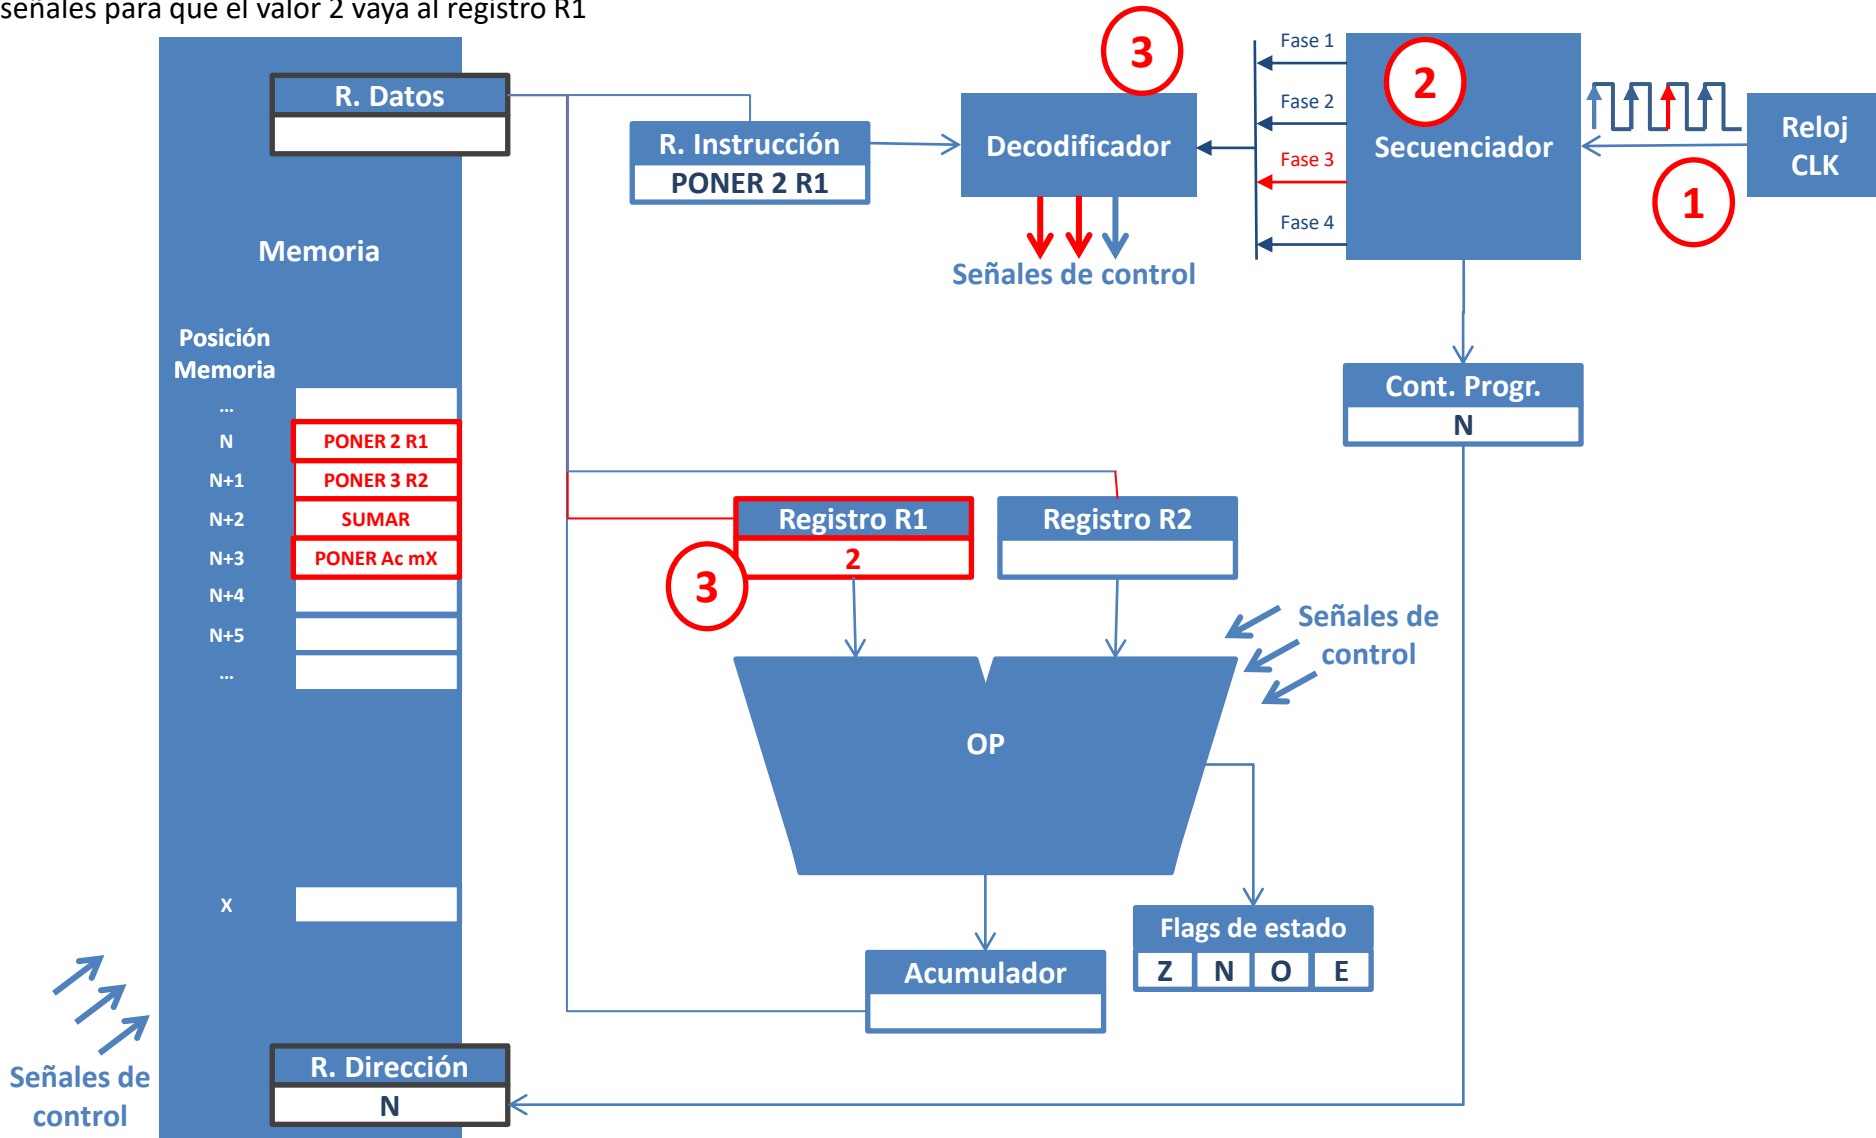 señales para que el valor 2 vaya al registro R1
R. Datos
R. Instrucción
PONER 2 R1
Decodificador
3
Señales de control
Fase 1
Fase 2
Fase 3
Fase 4
2
Secuenciador
1
Reloj
CLK
Memoria
Posición
Memoria
...
N PONER 2 R1
N+1 PONER 3 R2
N+2 SUMAR
N+3 PONER Ac mX
N+4
N+5
...
X
Cont. Progr.
N
Registro R1
2
3
Registro R2
Señales de
control
OP
Flags de estado
Z N O E
Acumulador
Señales de
control
R. Dirección
N